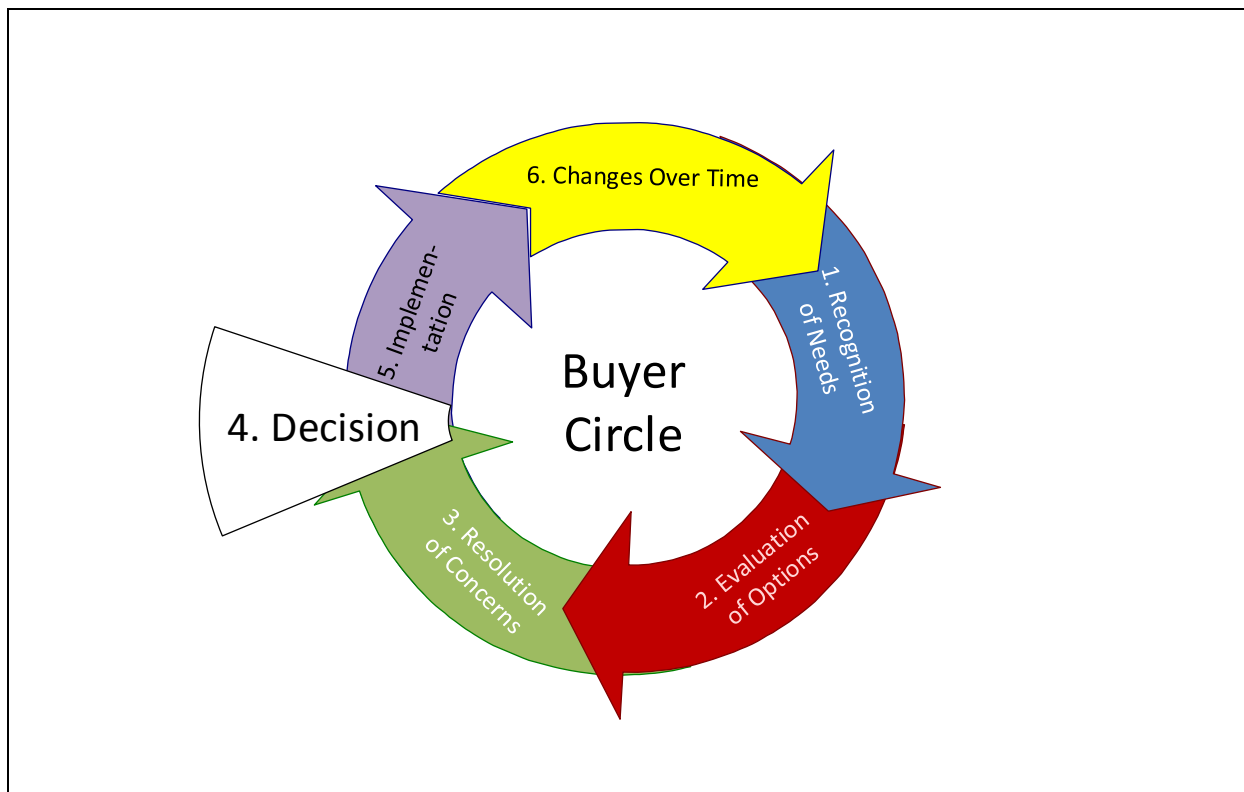 6. Changes Over Time
1. Recognition
of Needs
5. Implemen-
tation
Buyer
Circle
4. Decision
3. Resolution
of Concerns
2. Evaluation
of Options